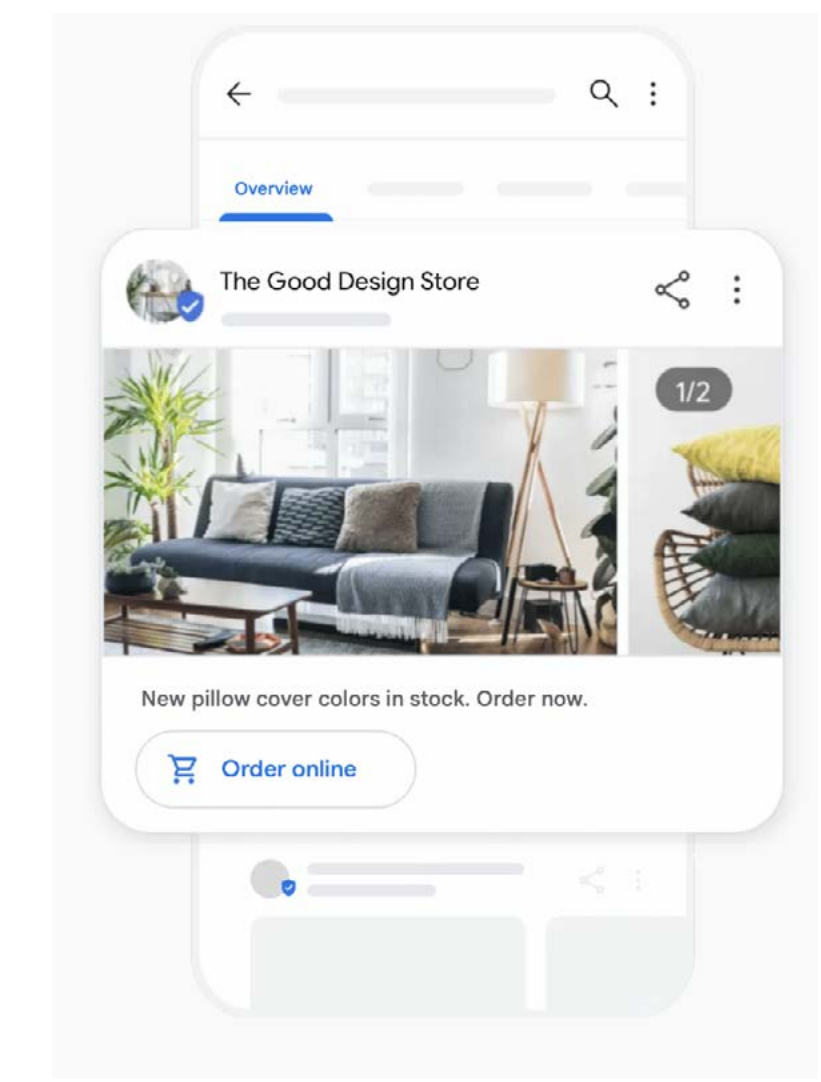 Overview
The Good Design Store
1/2
New pillow cover colors in stock. Order now.
Order online